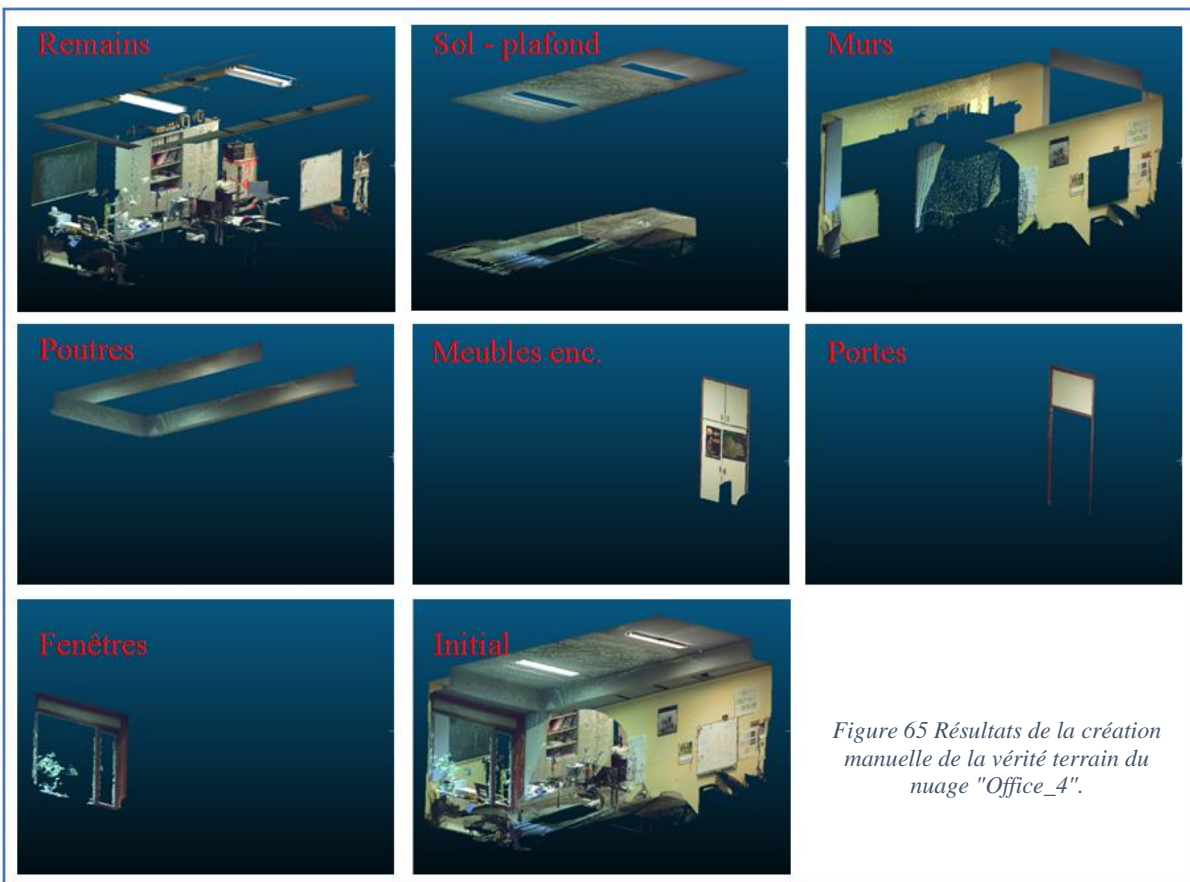 Remains
Sol - plafond
Murs
Poutres
Meubles enc.
Portes
Fenêtres
Initial
Figure 65 Résultats de la création
manuelle de la vérité terrain du
nuage "Office_4".